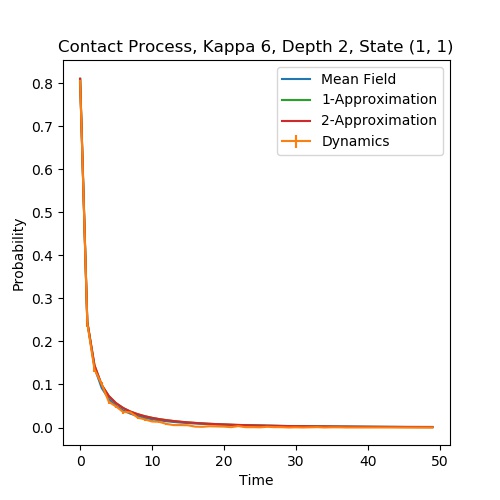 Contact Process, Kappa 6, Depth 2, State (1, 1)
Mean Field
1-Approximation
2-Approximation
Dynamics
Probability
0.8
0.7
0.6
0.5
0.4
0.3
0.2
0.1
0.0
0 10 20 30 40 50
Time